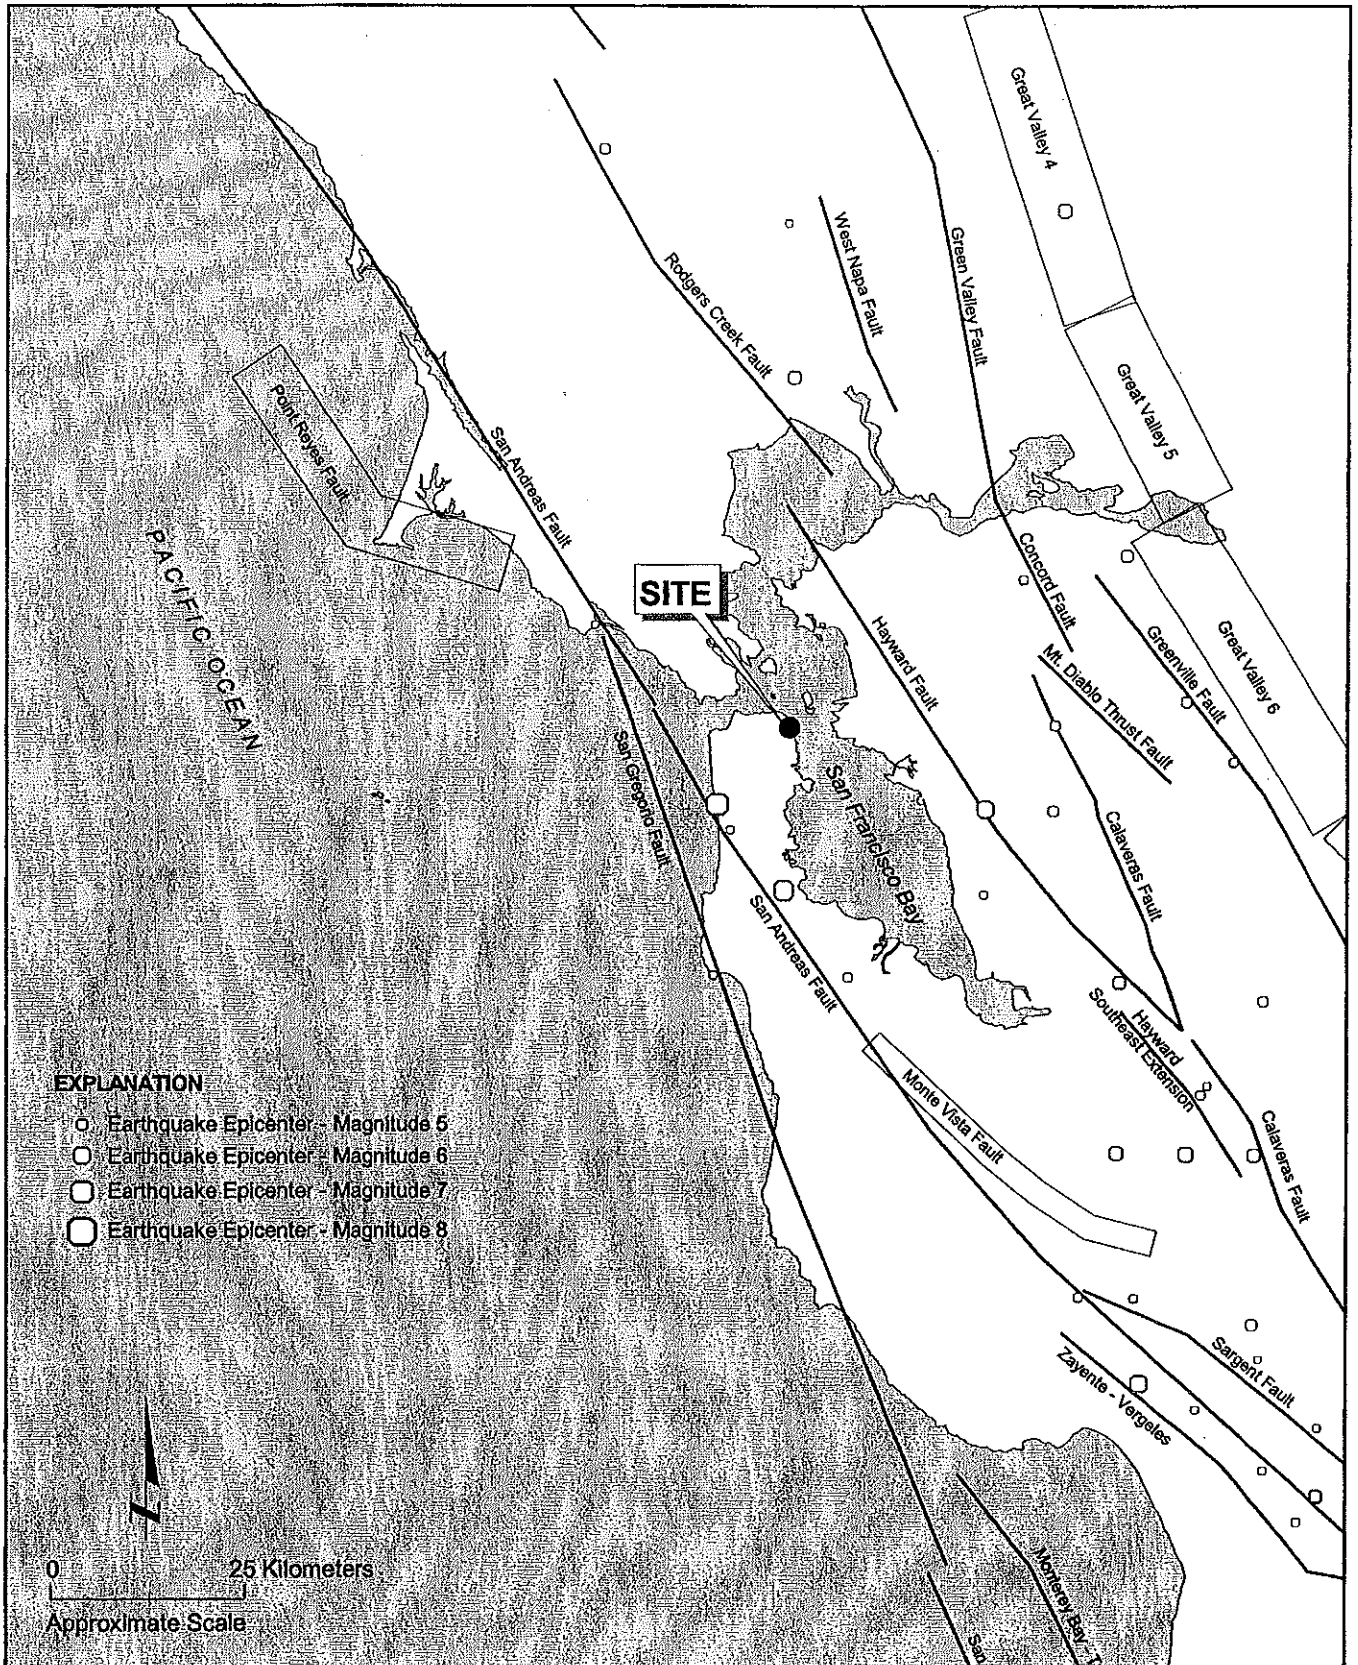 Great Valley 4
West Napa Fault
Green Valley Fault
Rodgers Creek Fault
Great Valley 5
Point Reyes Fault
San Andreas Fault
PACIFIC OCEAN
SITE
Concord Fault
Hayward Fault
Greenville Fault
Great Valley 6
Mt. Diablo Thrust Fault
San Gregorio Fault
San Francisco Bay
Calaveras Fault
San Andreas Fault
Hayward
Southeast Extension
Monte Vista Fault
Calaveras Fault
EXPLANATION
Earthquake Epicenter - Magnitude 5
Earthquake Epicenter - Magnitude 6
Earthquake Epicenter - Magnitude 7
Earthquake Epicenter - Magnitude 8
Sargent Fault
Zayente - Vergeles
Z
0 25 Kilometers
Approximate Scale
Monterey Bay - T
San